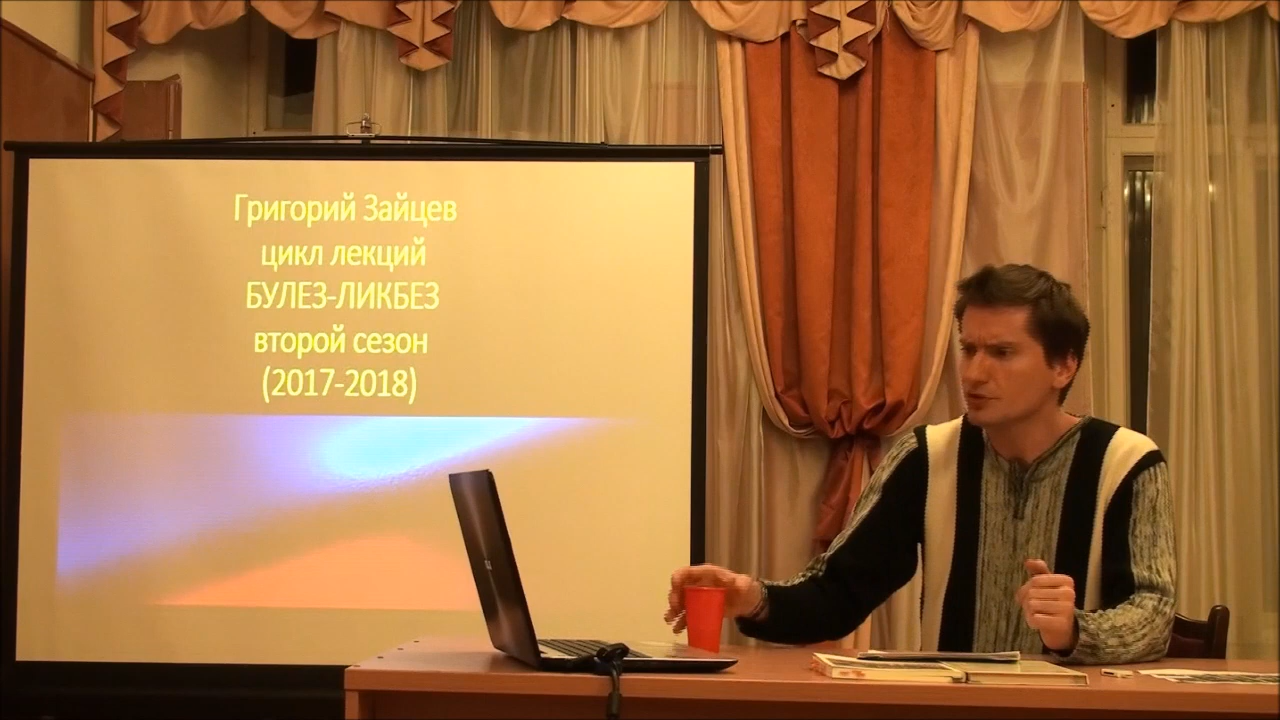 Григорий Зайцев
цикл лекций
БУЛЕЗ-ЛИКБЕЗ
второй сезон
(2017-2018)